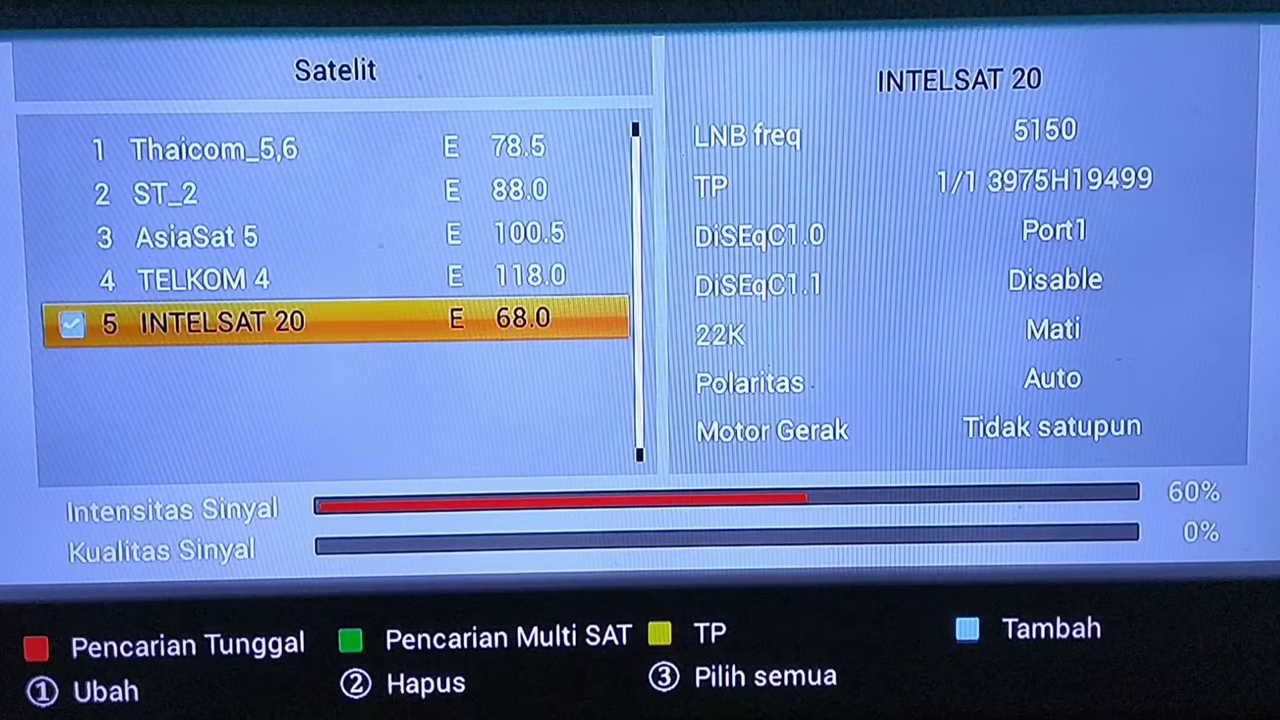 Satelit
1 Thaicom_5,6 E 78.5
2 ST_2 E 88.0
3 AsiaSat 5 E 100.5
4 TELKOM 4 E 118.0
5 INTELSAT 20 E 68.0
INTELSAT 20
LNB freq 5150
TP 1/1 3975H19499
DiSEqC1.0 Port1
DiSEqC1.1 Disable
22K Mati
Polaritas Auto
Motor Gerak Tidak satupun
Intensitas Sinyal 60%
Kualitas Sinyal 0%
Pencarian Tunggal Pencarian Multi SAT TP Tambah
1 Ubah 2 Hapus 3 Pilih semua